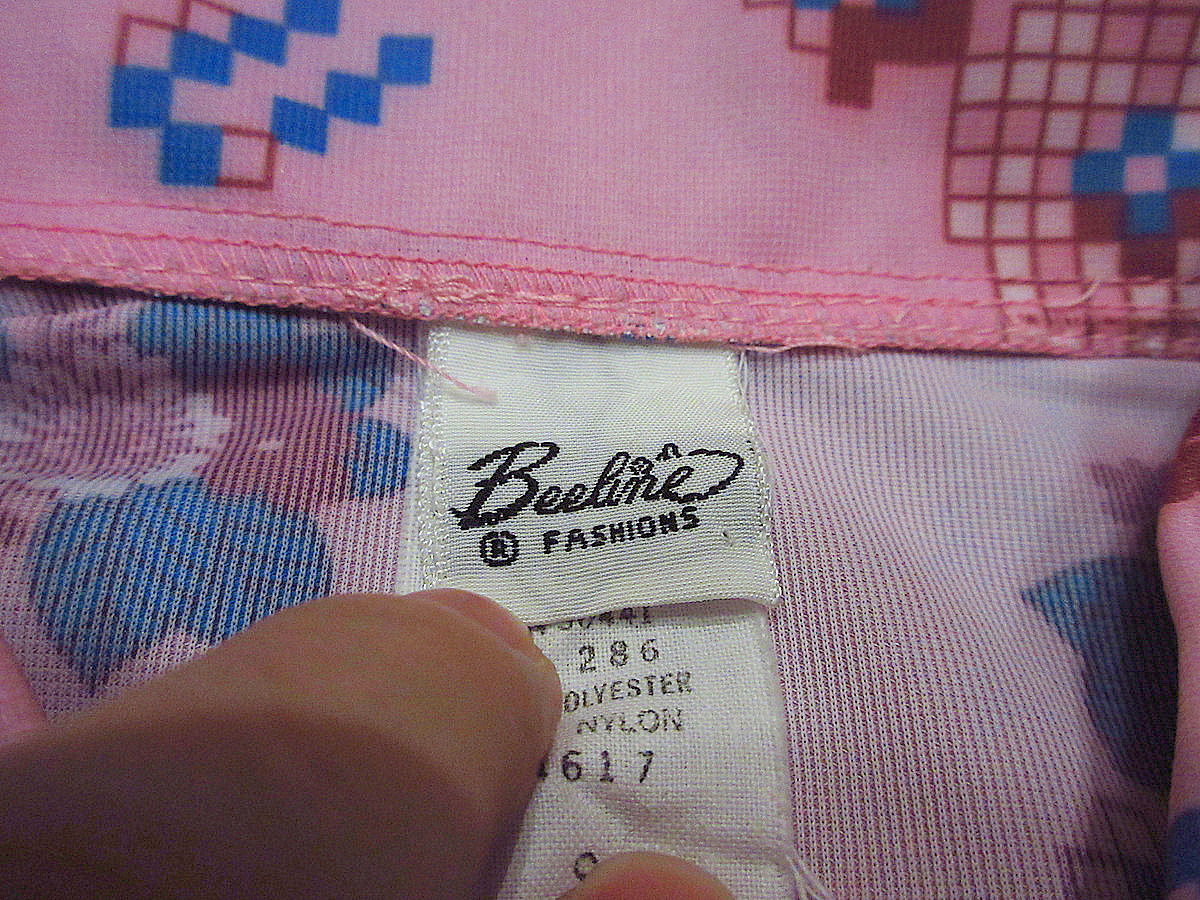 Beeline
® FASHIONS
286
OLYESTER
NYLON
617